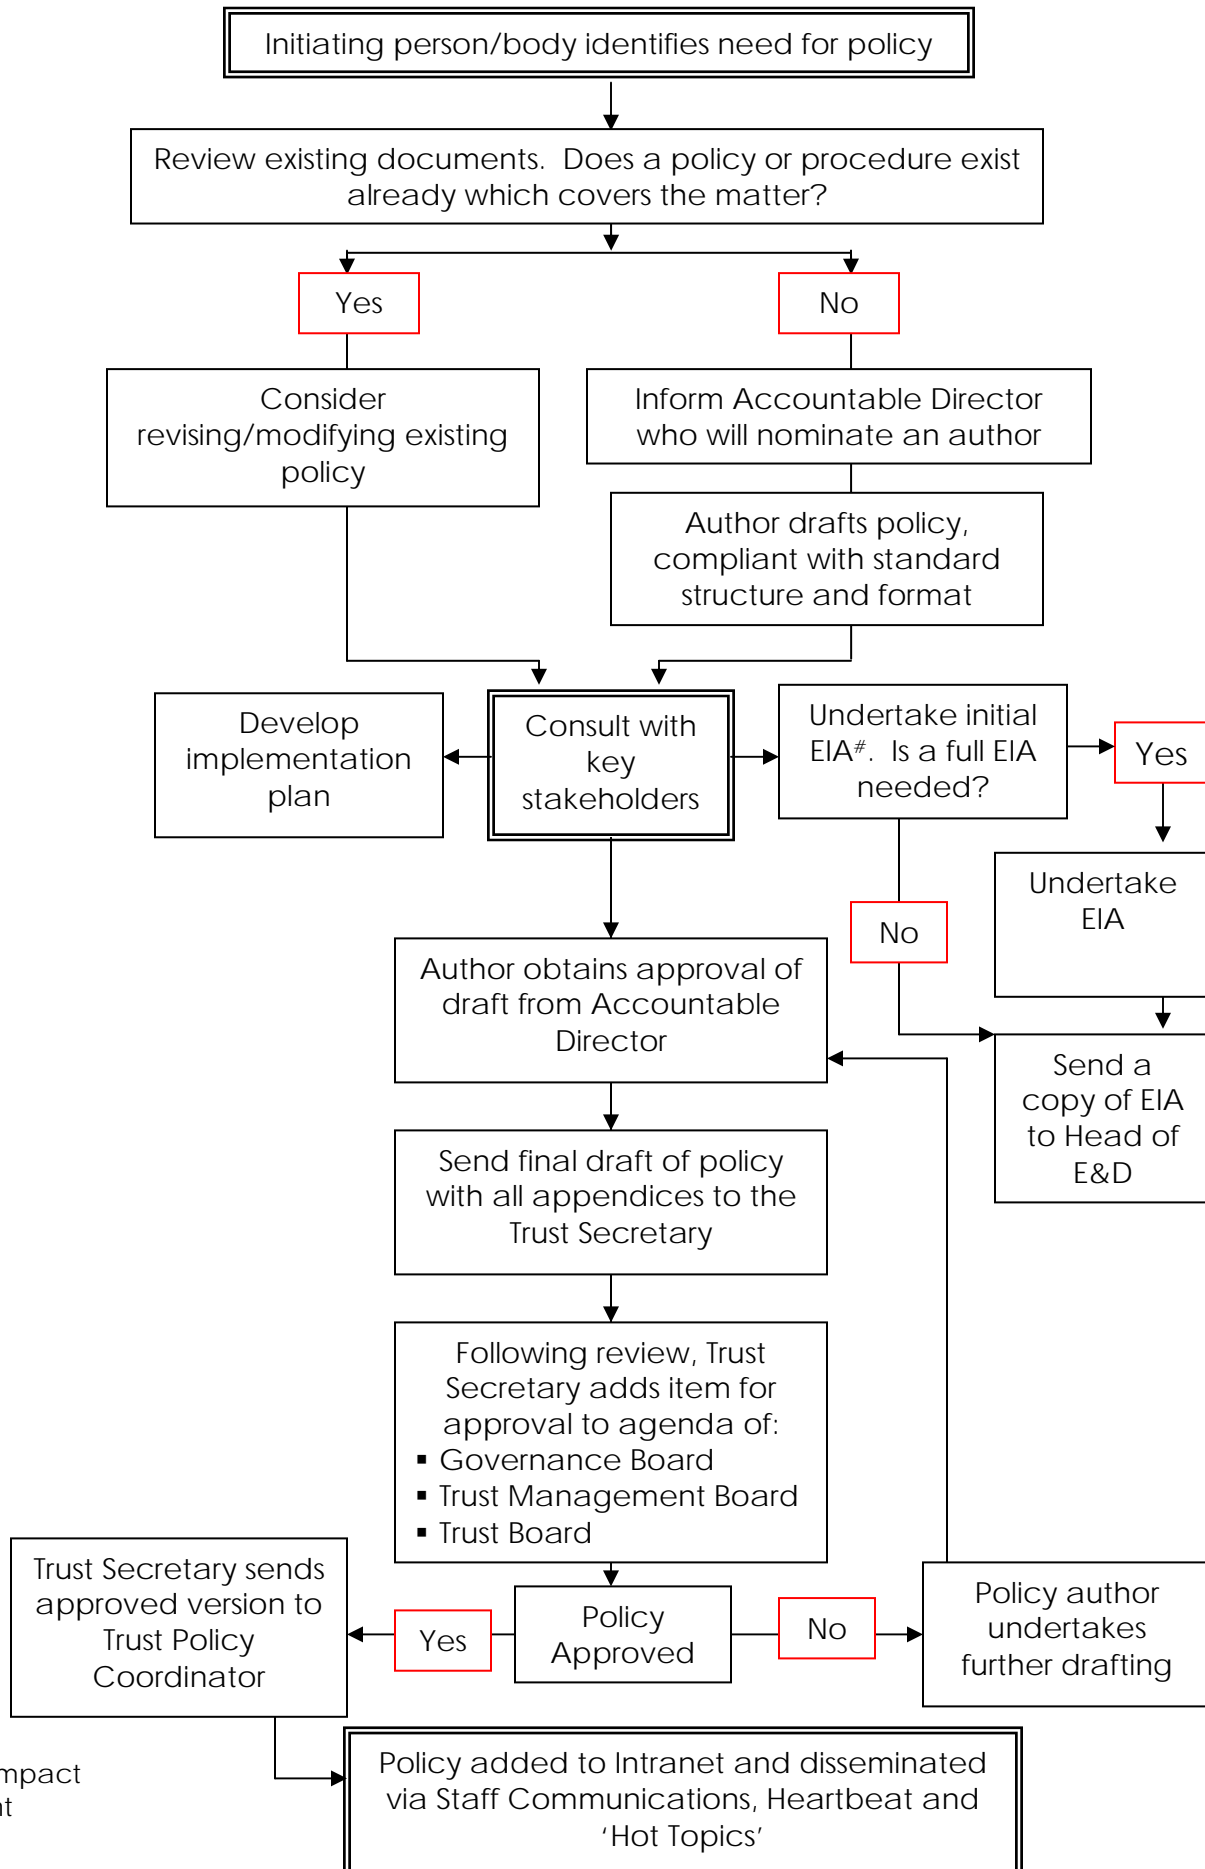 Initiating person/body identifies need for policy
Review existing documents.  Does a policy or procedure exist
already which covers the matter?
Yes
No
Consider
revising/modifying existing
policy
Inform Accountable Director
who will nominate an author
Author drafts policy,
compliant with standard
structure and format
Develop
implementation
plan
Consult with
key
stakeholders
Undertake initial
EIA#.  Is a full EIA
needed?
Yes
Undertake
EIA
No
Author obtains approval of
draft from Accountable
Director
Send a
copy of EIA
to Head of
E&D
Send final draft of policy
with all appendices to the
Trust Secretary
Following review, Trust
Secretary adds item for
approval to agenda of:
▪ Governance Board
▪ Trust Management Board
▪ Trust Board
Trust Secretary sends
approved version to
Trust Policy
Coordinator
Yes
Policy
Approved
No
Policy author
undertakes
further drafting
Policy added to Intranet and disseminated
via Staff Communications, Heartbeat and
‘Hot Topics’